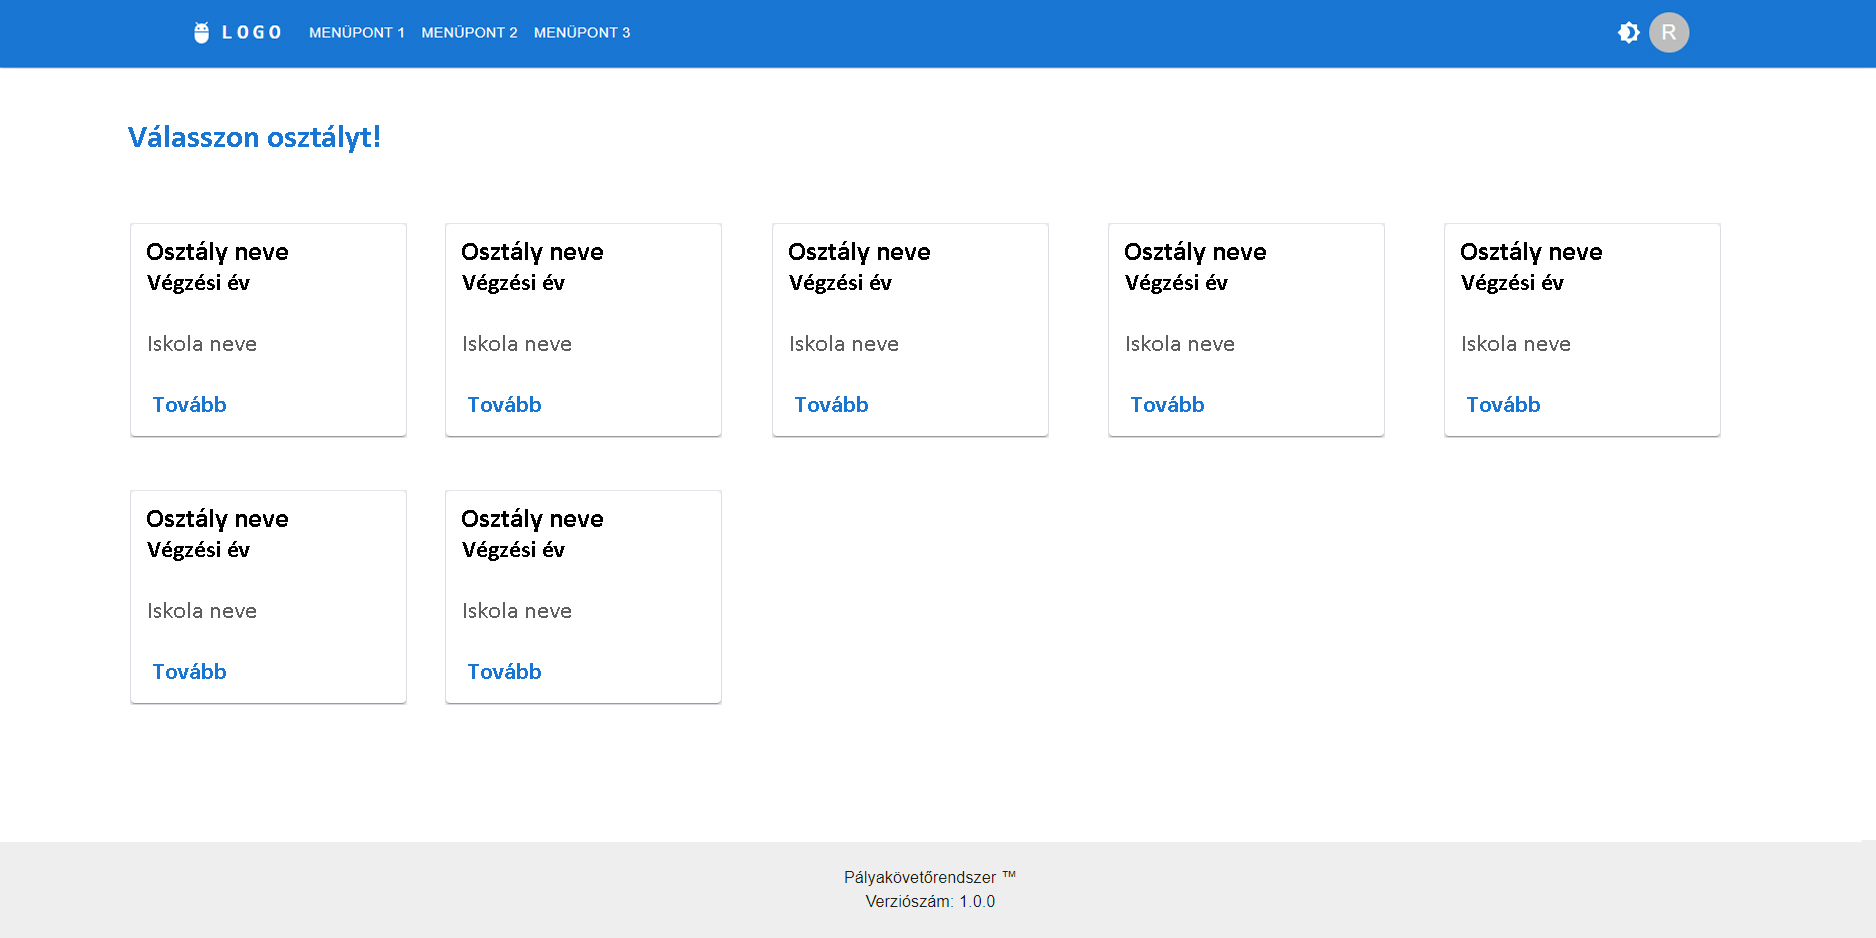 LOGO MENÜPONT 1 MENÜPONT 2 MENÜPONT 3 R
Válasszon osztályt!
Osztály neve
Végzési év
Iskola neve
Tovább
Osztály neve
Végzési év
Iskola neve
Tovább
Osztály neve
Végzési év
Iskola neve
Tovább
Osztály neve
Végzési év
Iskola neve
Tovább
Osztály neve
Végzési év
Iskola neve
Tovább
Osztály neve
Végzési év
Iskola neve
Tovább
Osztály neve
Végzési év
Iskola neve
Tovább
Pályakövetőrendszer ™
Verziószám: 1.0.0